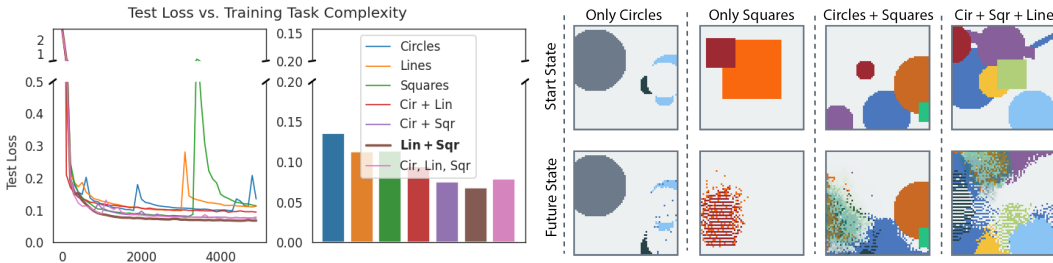 Test Loss vs. Training Task Complexity
Only Circles
Only Squares
Circles + Squares
Cir + Sqr + Line
Start State
Future State
Test Loss
2
1
0.5
0.4
0.3
0.2
0.1
0.0
0
2000
4000
0.15
0.20
0.20
0.15
0.10
0.05
0.00
Circles
Lines
Squares
Cir + Lin
Cir + Sqr
Lin + Sqr
Cir, Lin, Sqr